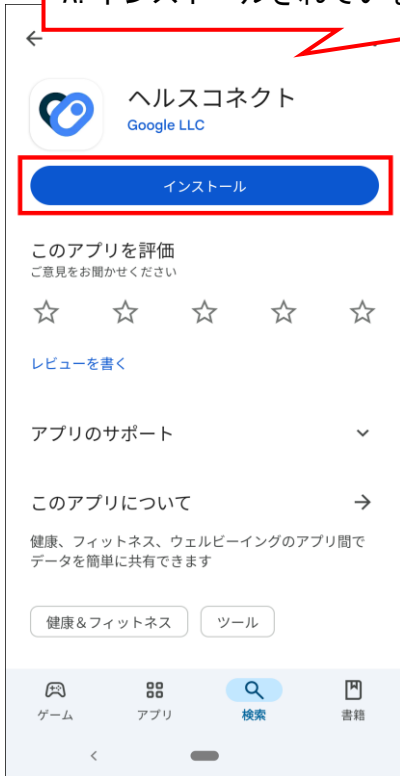 ヘルスコネクト
Google LLC
インストール
このアプリを評価
ご意見をお聞かせください
レビューを書く
アプリのサポート
このアプリについて
健康、フィットネス、ウェルビーイングのアプリ間で
データを簡単に共有できます
健康＆フィットネス ツール
ゲーム アプリ 検索 書籍